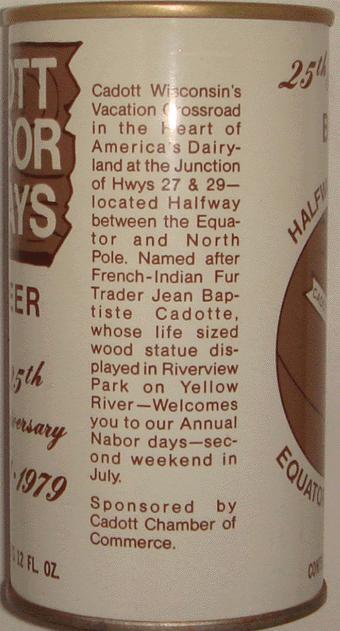 OTT
OOR
AYS
EER
5th
versary
1979
12 FL. OZ.
Cadott Wisconsin's
Vacation Crossroad
in the Heart of
America's Dairy-
land at the Junction
of Hwys 27 & 29—
located Halfway
between the Equa-
tor and North
Pole. Named after
French-Indian Fur
Trader Jean Bap-
tiste Cadotte,
whose life sized
wood statue dis-
played in Riverview
Park on Yellow
River—Welcomes
you to our Annual
Nabor days—sec-
ond weekend in
July.
Sponsored by
Cadott Chamber of
Commerce.
25th
HALFW
EQUATO
CONT